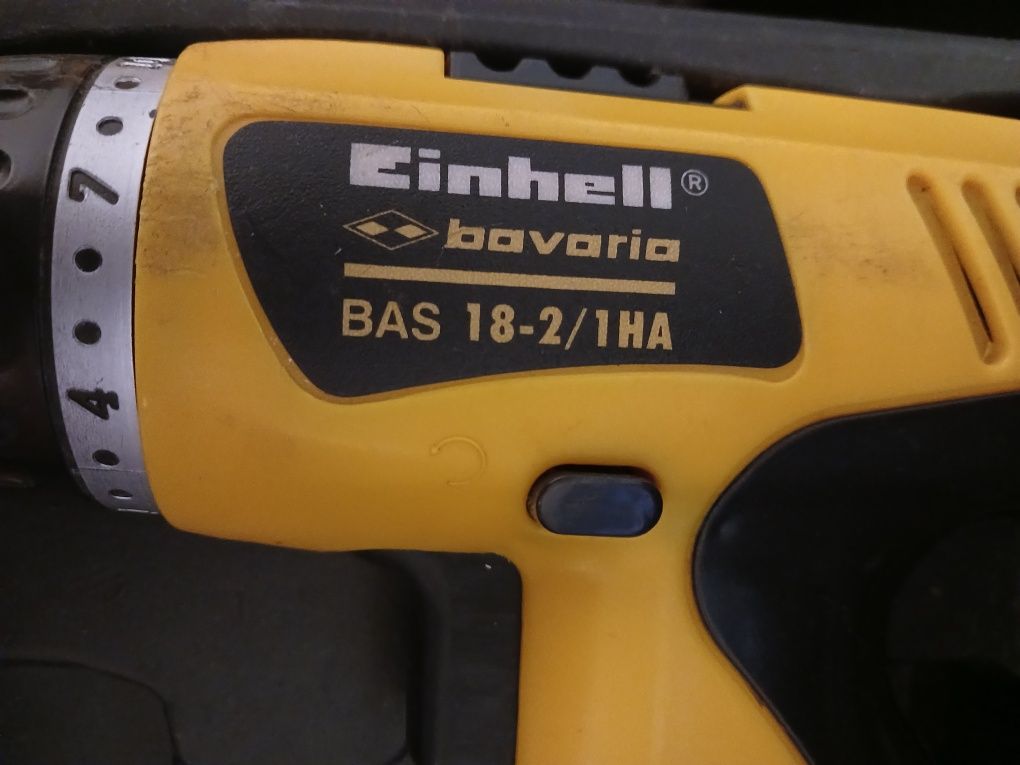 Einhell®
bavaria
BAS 18-2/1HA
7
4